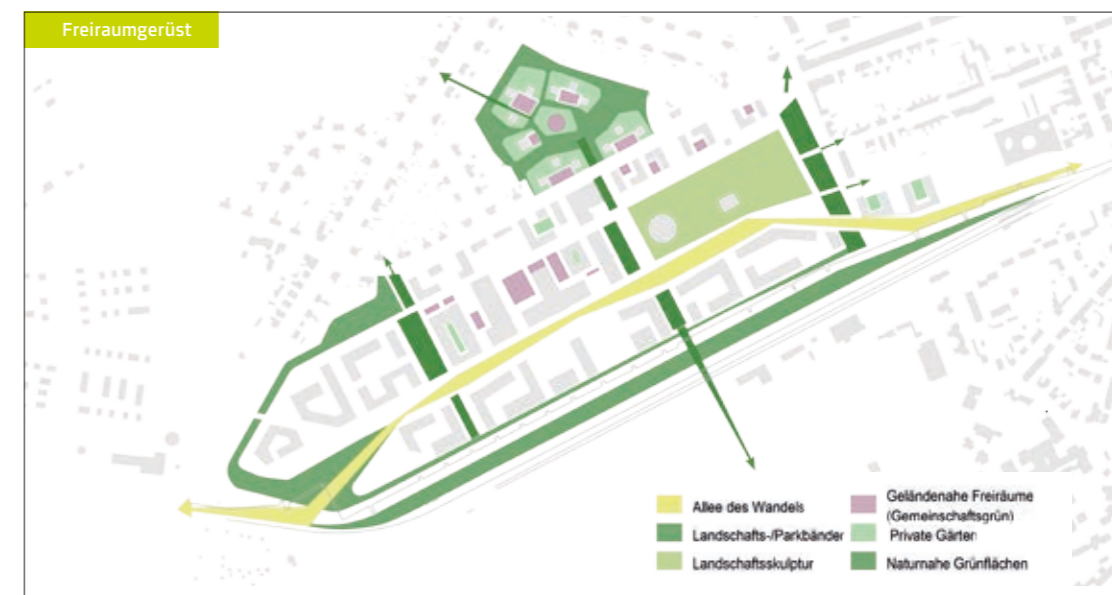 Freiraumgerüst
Allee des Wandels
Landschafts-/Parkbänder
Landschaftsskulptur
Geländenahe Freiräume
(Gemeinschaftsgrün)
Private Gärten
Naturnahe Grünflächen